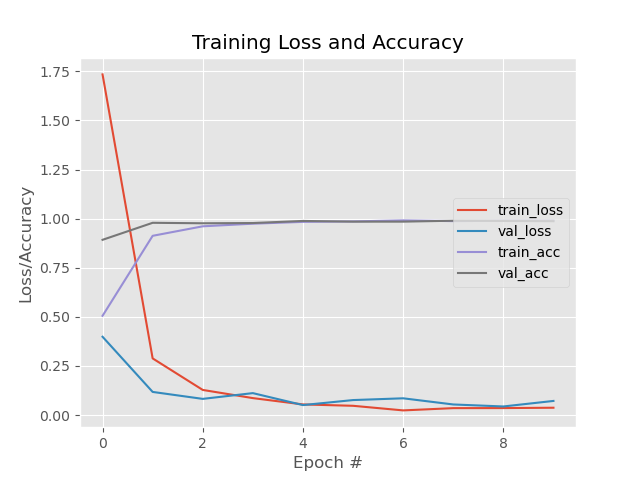 Training Loss and Accuracy
1.75
1.50
1.25
1.00
0.75
0.50
0.25
0.00
Loss/Accuracy
train_loss
val_loss
train_acc
val_acc
0 2 4 6 8
Epoch #